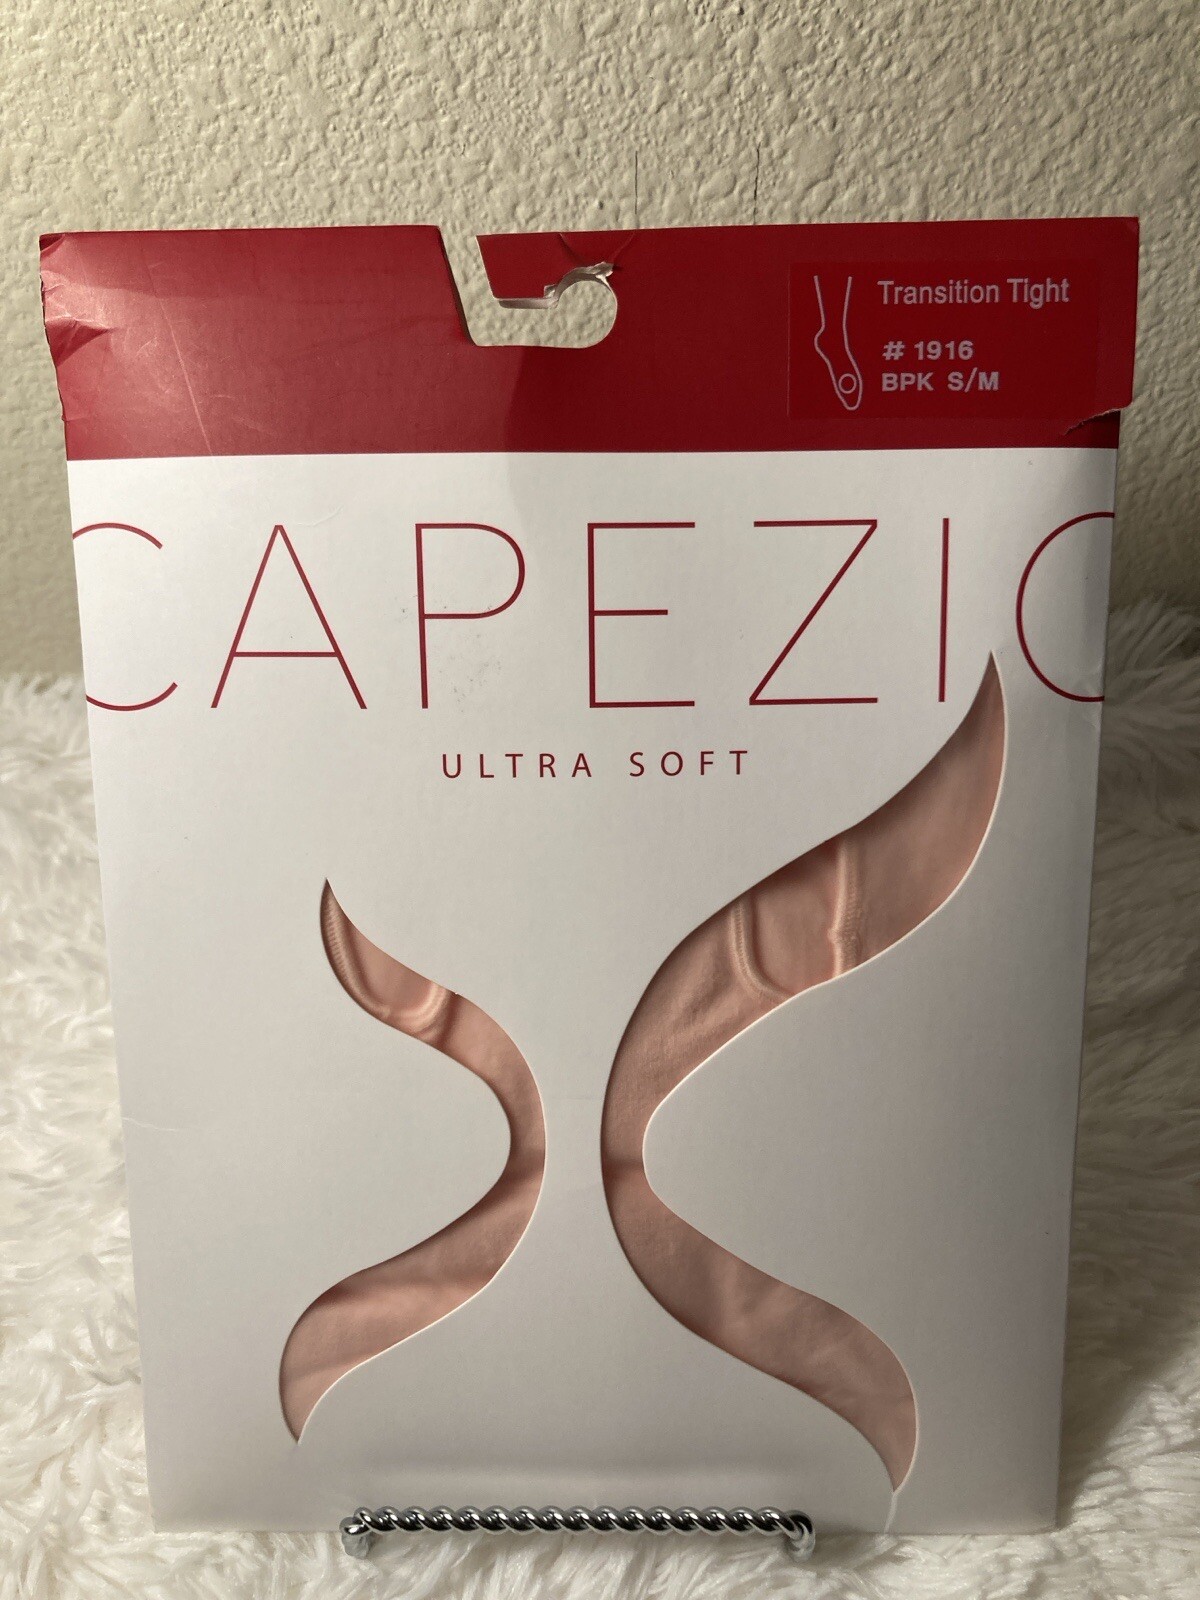 Transition Tight
# 1916
BPK S/M
CAPEZIO
ULTRA SOFT